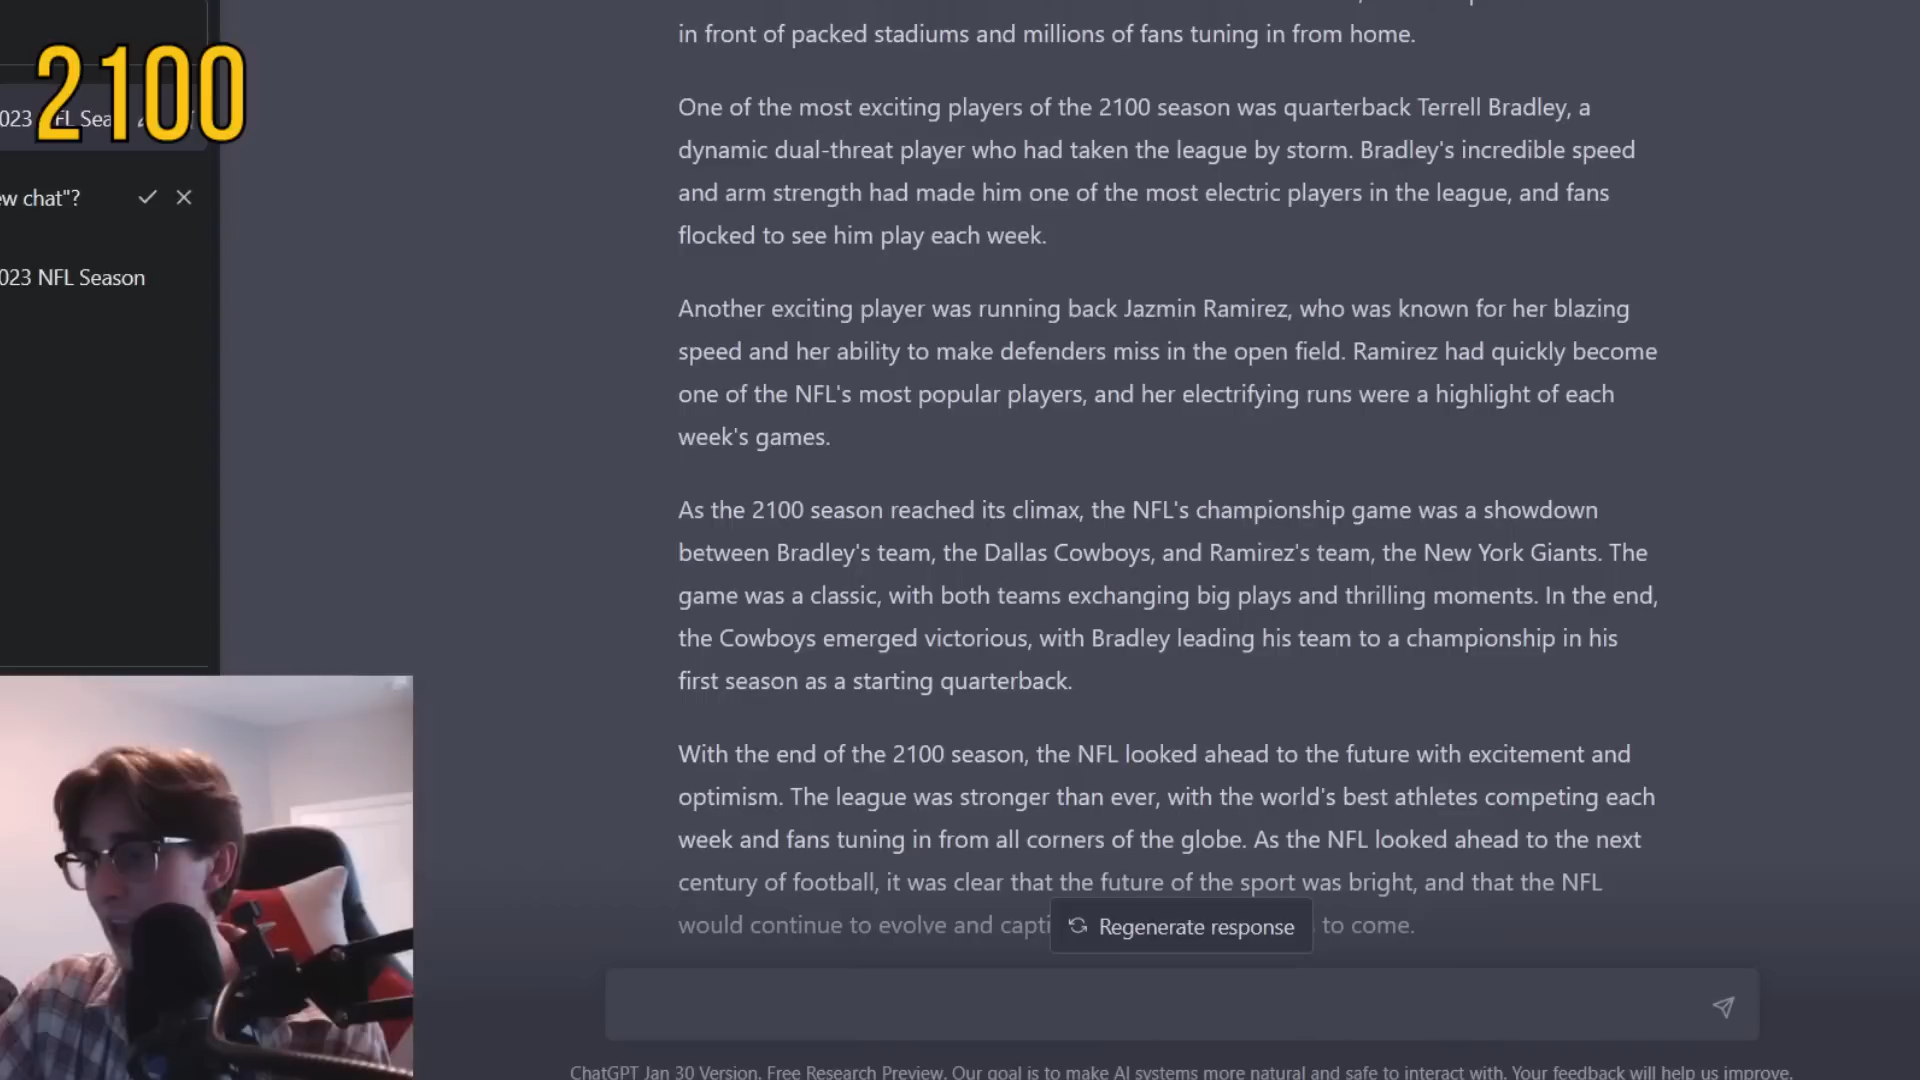 in front of packed stadiums and millions of fans tuning in from home.
2100
One of the most exciting players of the 2100 season was quarterback Terrell Bradley, a
dynamic dual-threat player who had taken the league by storm. Bradley's incredible speed
and arm strength had made him one of the most electric players in the league, and fans
flocked to see him play each week.
023 NFL Sea
ew chat"?
023 NFL Season
Another exciting player was running back Jazmin Ramirez, who was known for her blazing
speed and her ability to make defenders miss in the open field. Ramirez had quickly become
one of the NFL's most popular players, and her electrifying runs were a highlight of each
week's games.
As the 2100 season reached its climax, the NFL's championship game was a showdown
between Bradley's team, the Dallas Cowboys, and Ramirez's team, the New York Giants. The
game was a classic, with both teams exchanging big plays and thrilling moments. In the end,
the Cowboys emerged victorious, with Bradley leading his team to a championship in his
first season as a starting quarterback.
With the end of the 2100 season, the NFL looked ahead to the future with excitement and
optimism. The league was stronger than ever, with the world's best athletes competing each
week and fans tuning in from all corners of the globe. As the NFL looked ahead to the next
century of football, it was clear that the future of the sport was bright, and that the NFL
would continue to evolve and capti to come.
Regenerate response
ChatGPT Jan 30 Version. Free Research Preview. Our goal is to make AI systems more natural and safe to interact with. Your feedback will help us improve.